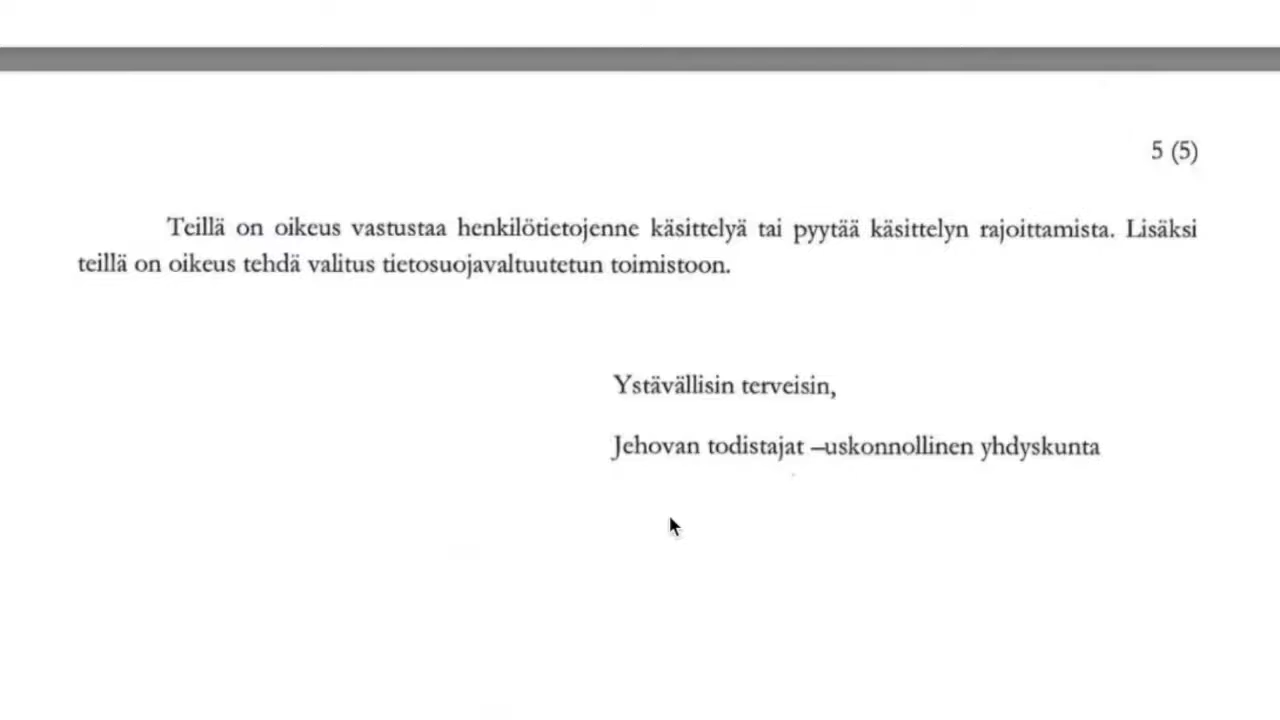 5 (5)
Teillä on oikeus vastustaa henkilötietojenne käsittelyä tai pyytää käsittelyn rajoittamista. Lisäksi
teillä on oikeus tehdä valitus tietosuojavaltuutetun toimistoon.
Ystävällisin terveisin,
Jehovan todistajat –uskonnollinen yhdyskunta